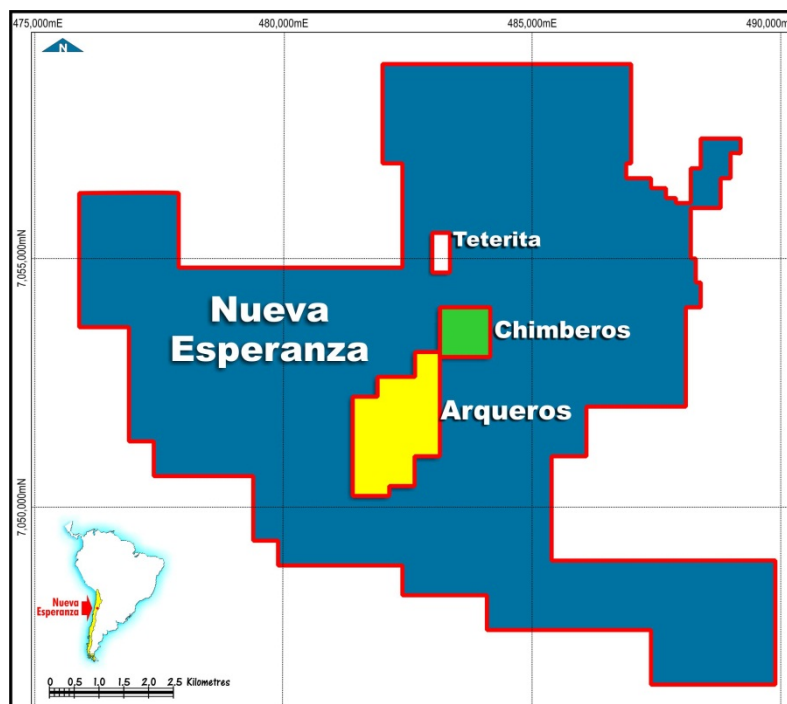 475,000mE
480,000mE
485,000mE
490,000mE
N
7,055,000mN
7,050,000mN
Teterita
Nueva
Esperanza
Chimberos
Arqueros
Nueva
Esperanza
0 0.5 1.0 1.5 2.0 2.5 Kilometres